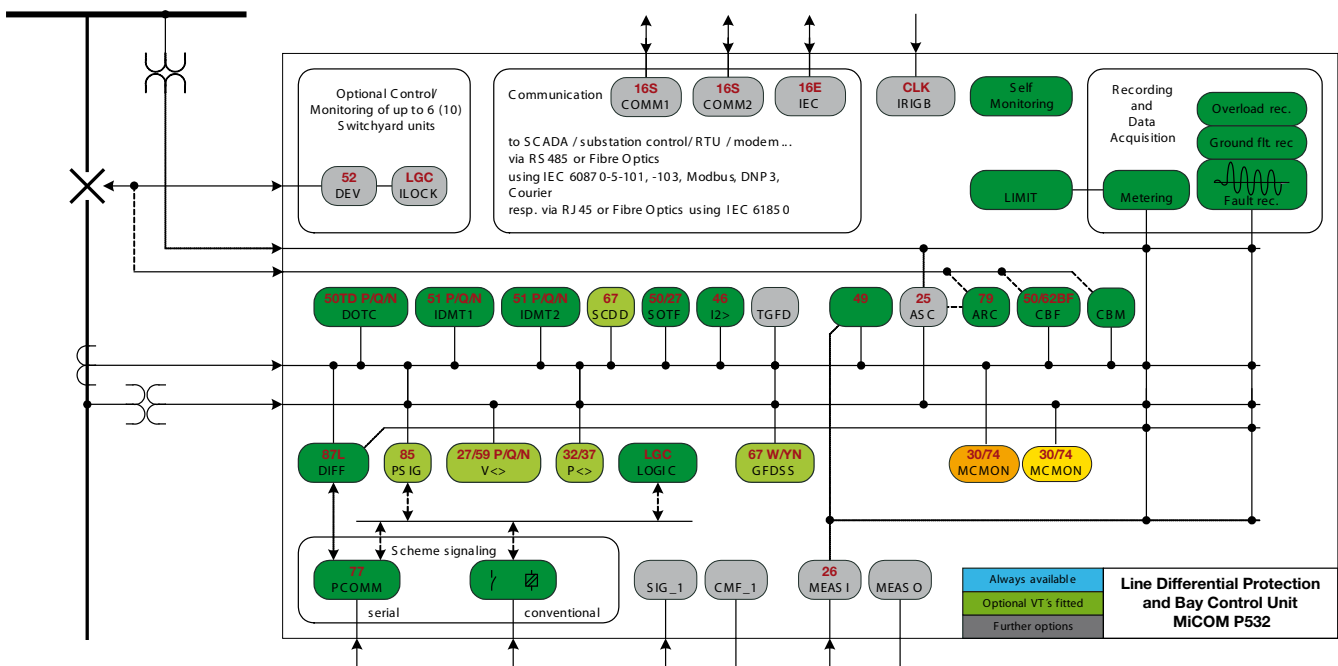 Optional Control/
Monitoring of up to 6 (10)
Switchyard units
52
DEV
LGC
ILOCK
Communication
16S
COMM1
16S
COMM2
16E
IEC
to SCADA / substation control/ RTU / modem ...
via RS 485 or Fibre Optics
using IEC 60870-5-101, -103, Modbus, DNP3,
Courier
resp. via RJ45 or Fibre Optics using IEC 61850
CLK
IRIGB
Self
Monitoring
Recording
and
Data
Acquisition
Overload rec.
Ground flt. rec
Fault rec.
LIMIT
Metering
50TD P/Q/N
DOTC
51 P/Q/N
IDMT1
51 P/Q/N
IDMT2
67
SCDD
50/27
SOTF
46
I2>
TGFD
49
25
ASC
79
ARC
50/62BF
CBF
CBM
87L
DIFF
85
PSIG
27/59 P/Q/N
V<>
32/37
P<>
LGC
LOGIC
67 W/YN
GFDSS
30/74
MCMON
30/74
MCMON
Scheme signaling
77
PCOMM
serial
conventional
SIG_1
CMF_1
26
MEAS I
MEAS O
Always available
Optional VT´s fitted
Further options
Line Differential Protection
and Bay Control Unit
MiCOM P532